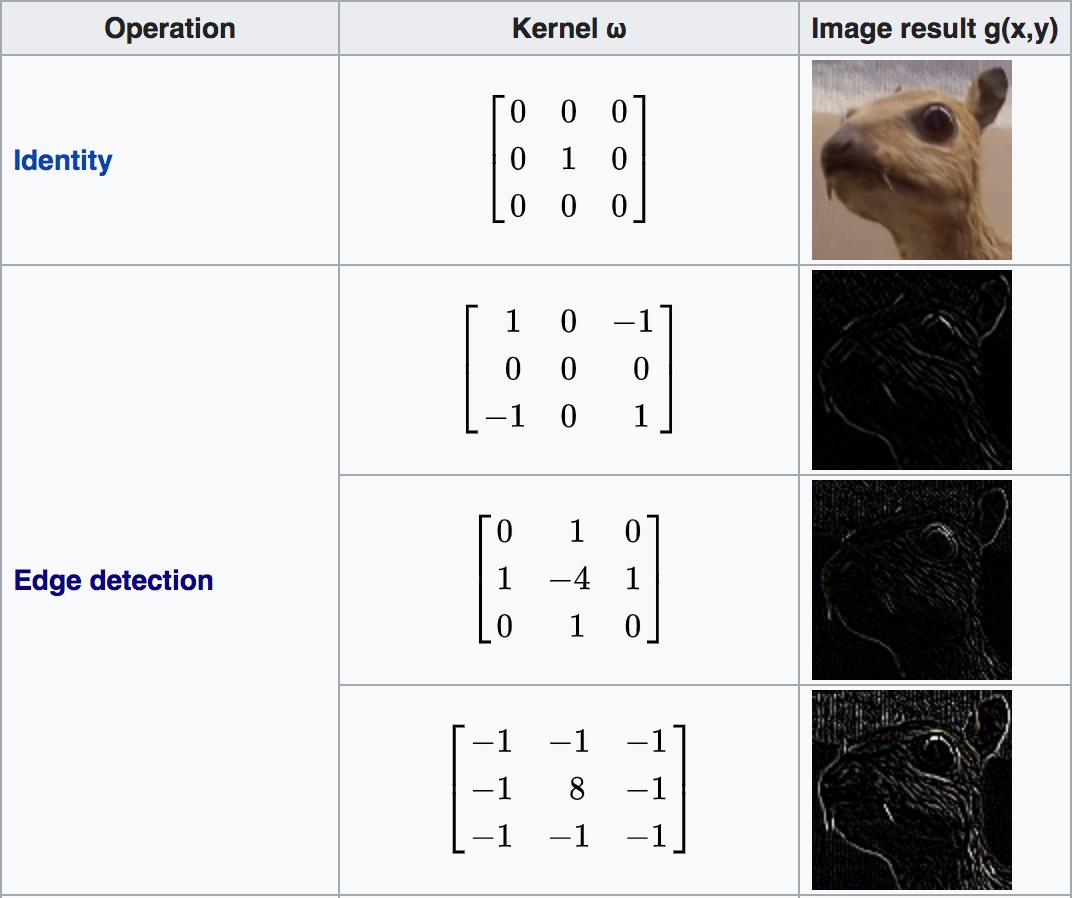 Operation Kernel ω Image result g(x,y)
Identity
0 0 0
0 1 0
0 0 0
Edge detection
1 0 −1
0 0 0
−1 0 1
0 1 0
1 −4 1
0 1 0
−1 −1 −1
−1 8 −1
−1 −1 −1